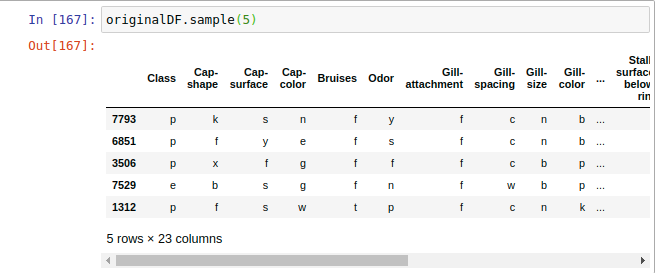 In [167]: originalDF.sample(5)
Out[167]:
Class Cap-shape Cap-surface Cap-color Bruises Odor Gill-attachment Gill-spacing Gill-size Gill-color ... Stal surface below rin
7793 p k s n f y f c n b ...
6851 p f y e f s f c n b ...
3506 p x f g f f f c b p ...
7529 e b s g f n f w b p ...
1312 p f s w t p f c n k ...
5 rows × 23 columns